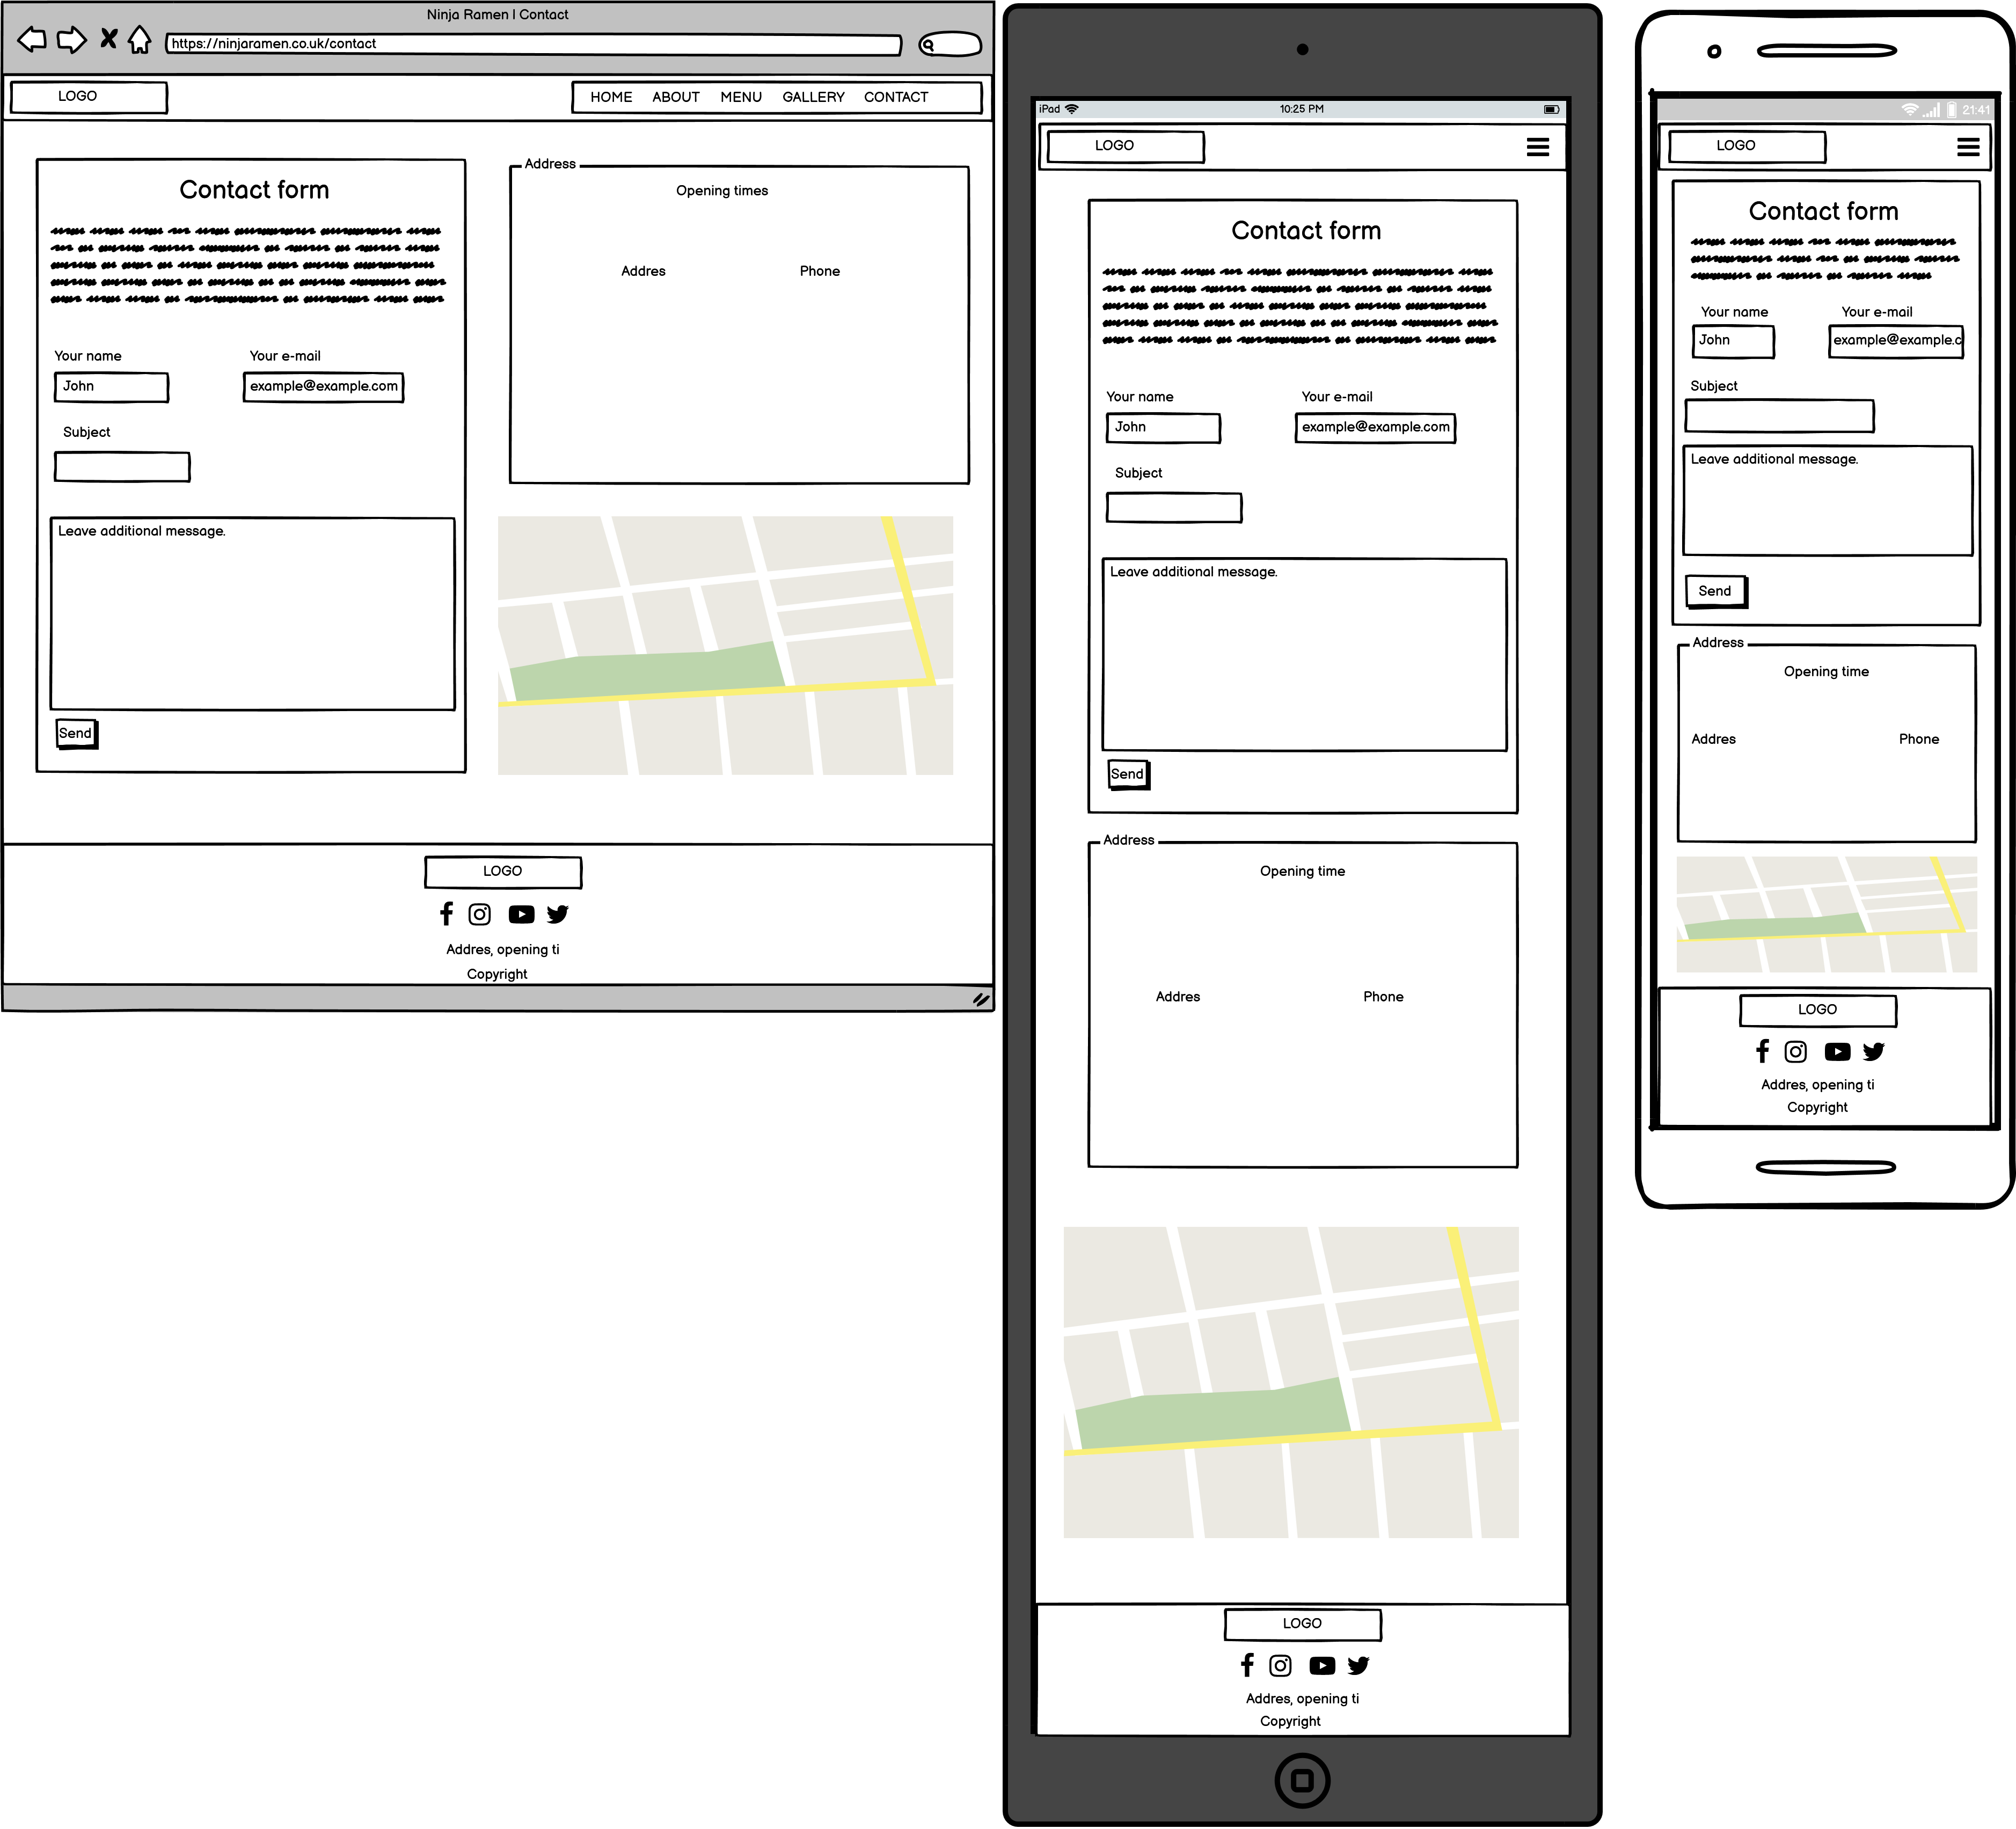 Ninja Ramen | Contact
https://ninjaramen.co.uk/contact
LOGO
HOME ABOUT MENU GALLERY CONTACT
Contact form
Your name Your e-mail
John example@example.com
Subject
Leave additional message.
Send
Address
Opening times
Addres Phone
LOGO
Addres, opening ti
Copyright
iPad 10:25 PM
LOGO
Contact form
Your name Your e-mail
John example@example.com
Subject
Leave additional message.
Send
Address
Opening time
Addres Phone
LOGO
Addres, opening ti
Copyright
21:41
LOGO
Contact form
Your name Your e-mail
John example@example.c
Subject
Leave additional message.
Send
Address
Opening time
Addres Phone
LOGO
Addres, opening ti
Copyright